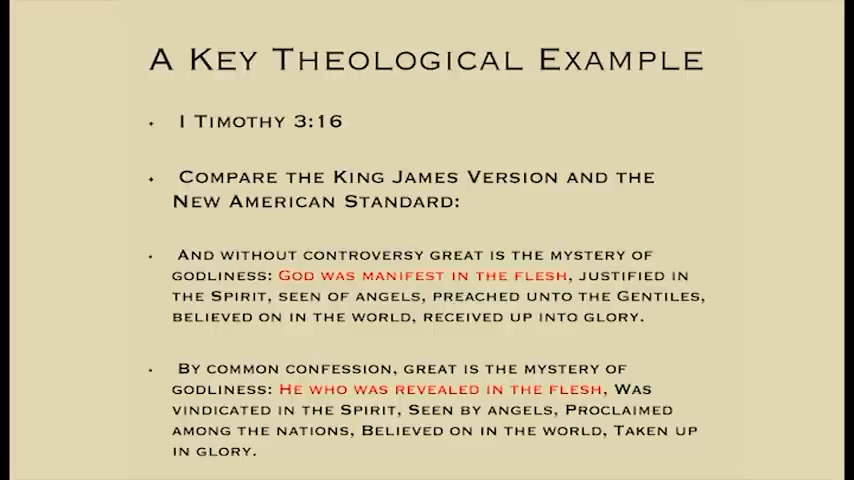 A Key Theological Example
• I Timothy 3:16
• Compare the King James Version and the
New American Standard:
• And without controversy great is the mystery of
godliness: God was manifest in the flesh, justified in
the Spirit, seen of angels, preached unto the Gentiles,
believed on in the world, received up into glory.
• By common confession, great is the mystery of
godliness: He who was revealed in the flesh, Was
vindicated in the Spirit, Seen by angels, Proclaimed
among the nations, Believed on in the world, Taken up
in glory.